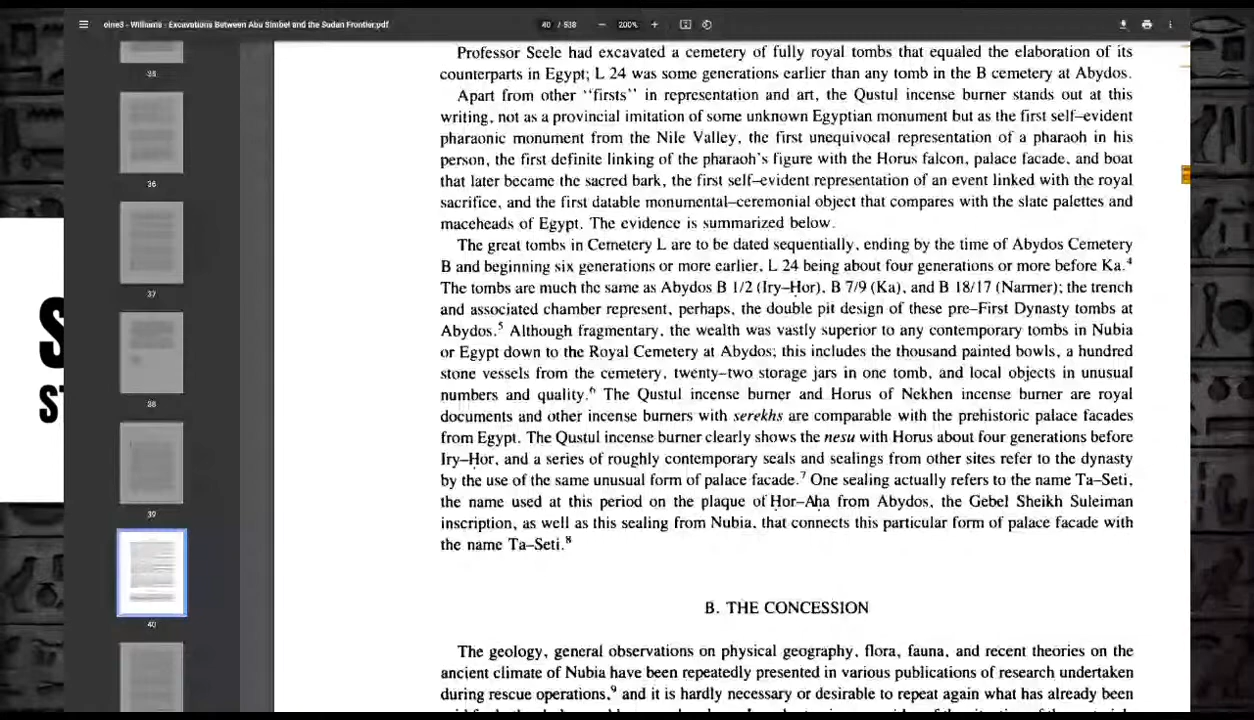 oine3 - Williams - Excavations Between Abu Simbel and the Sudan Frontier.pdf
40 / 538
200%
36
37
38
39
40
Professor Seele had excavated a cemetery of fully royal tombs that equaled the elaboration of its
counterparts in Egypt; L 24 was some generations earlier than any tomb in the B cemetery at Abydos.
Apart from other ‘‘firsts’’ in representation and art, the Qustul incense burner stands out at this
writing, not as a provincial imitation of some unknown Egyptian monument but as the first self–evident
pharaonic monument from the Nile Valley, the first unequivocal representation of a pharaoh in his
person, the first definite linking of the pharaoh's figure with the Horus falcon, palace facade, and boat
that later became the sacred bark, the first self–evident representation of an event linked with the royal
sacrifice, and the first datable monumental–ceremonial object that compares with the slate palettes and
maceheads of Egypt. The evidence is summarized below.
The great tombs in Cemetery L are to be dated sequentially, ending by the time of Abydos Cemetery
B and beginning six generations or more earlier, L 24 being about four generations or more before Ka.⁴
The tombs are much the same as Abydos B 1/2 (Iry–Ḥor), B 7/9 (Ka), and B 18/17 (Narmer); the trench
and associated chamber represent, perhaps, the double pit design of these pre–First Dynasty tombs at
Abydos.⁵ Although fragmentary, the wealth was vastly superior to any contemporary tombs in Nubia
or Egypt down to the Royal Cemetery at Abydos; this includes the thousand painted bowls, a hundred
stone vessels from the cemetery, twenty–two storage jars in one tomb, and local objects in unusual
numbers and quality.⁶ The Qustul incense burner and Horus of Nekhen incense burner are royal
documents and other incense burners with serekhs are comparable with the prehistoric palace facades
from Egypt. The Qustul incense burner clearly shows the nesu with Horus about four generations before
Iry–Ḥor, and a series of roughly contemporary seals and sealings from other sites refer to the dynasty
by the use of the same unusual form of palace facade.⁷ One sealing actually refers to the name Ta–Seti,
the name used at this period on the plaque of Ḥor–Aḥa from Abydos, the Gebel Sheikh Suleiman
inscription, as well as this sealing from Nubia, that connects this particular form of palace facade with
the name Ta–Seti.⁸
B. THE CONCESSION
The geology, general observations on physical geography, flora, fauna, and recent theories on the
ancient climate of Nubia have been repeatedly presented in various publications of research undertaken
during rescue operations,⁹ and it is hardly necessary or desirable to repeat again what has already been